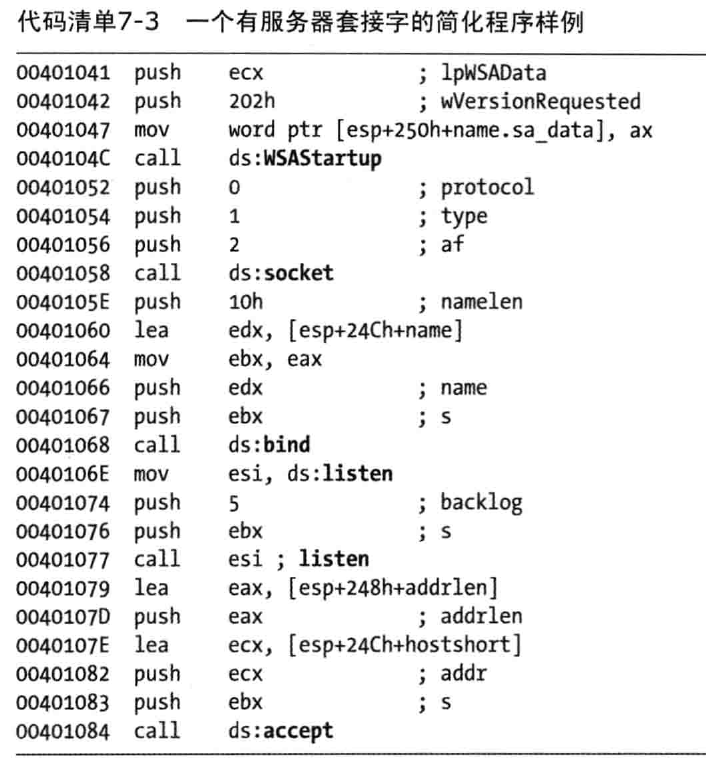 代码清单7-3 一个有服务器套接字的简化程序样例
00401041 push ecx ; lpWSAData
00401042 push 202h ; wVersionRequested
00401047 mov word ptr [esp+250h+name.sa_data], ax
0040104C call ds:WSAStartup
00401052 push 0 ; protocol
00401054 push 1 ; type
00401056 push 2 ; af
00401058 call ds:socket
0040105E push 10h ; namelen
00401060 lea edx, [esp+24Ch+name]
00401064 mov ebx, eax
00401066 push edx ; name
00401067 push ebx ; s
00401068 call ds:bind
0040106E mov esi, ds:listen
00401074 push 5 ; backlog
00401076 push ebx ; s
00401077 call esi ; listen
00401079 lea eax, [esp+248h+addrlen]
0040107D push eax ; addrlen
0040107E lea ecx, [esp+24Ch+hostshort]
00401082 push ecx ; addr
00401083 push ebx ; s
00401084 call ds:accept